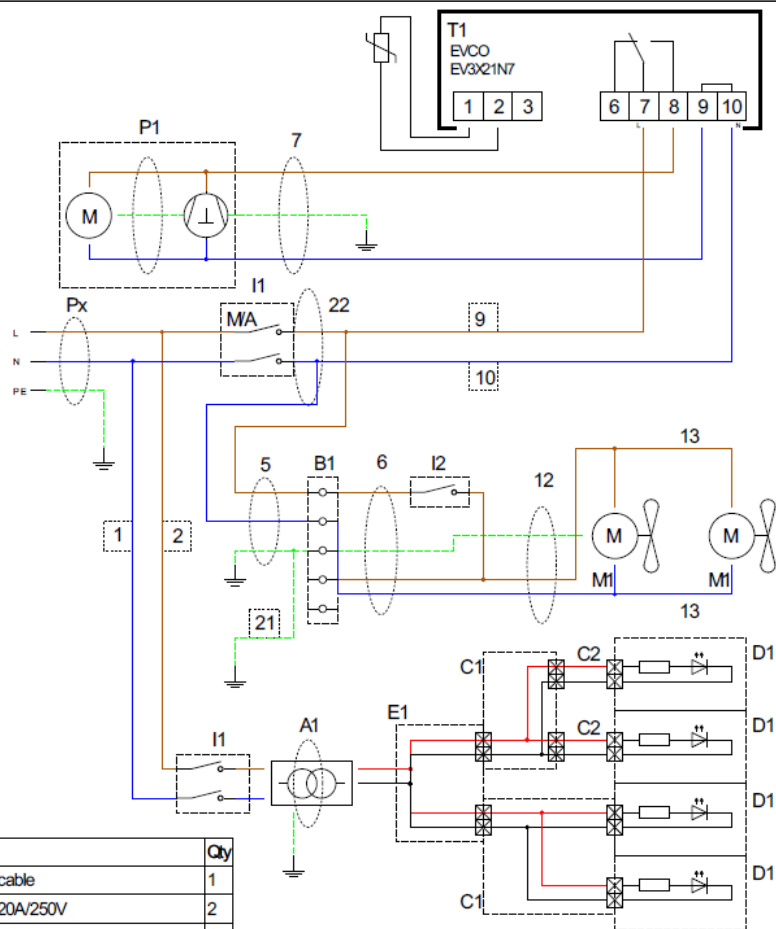 T1
EVCO
EV3X21N7
1 2 3
6 7 8 9 10
L N
P1
7
M
I1
Px
M/A
22
9
L
N
10
PE
5
B1
6
I2
12
13
1
2
M
M
M1
M1
21
13
C1
C2
D1
E1
I1
A1
C2
D1
D1
C1
D1
Qty
cable 1
20A/250V 2